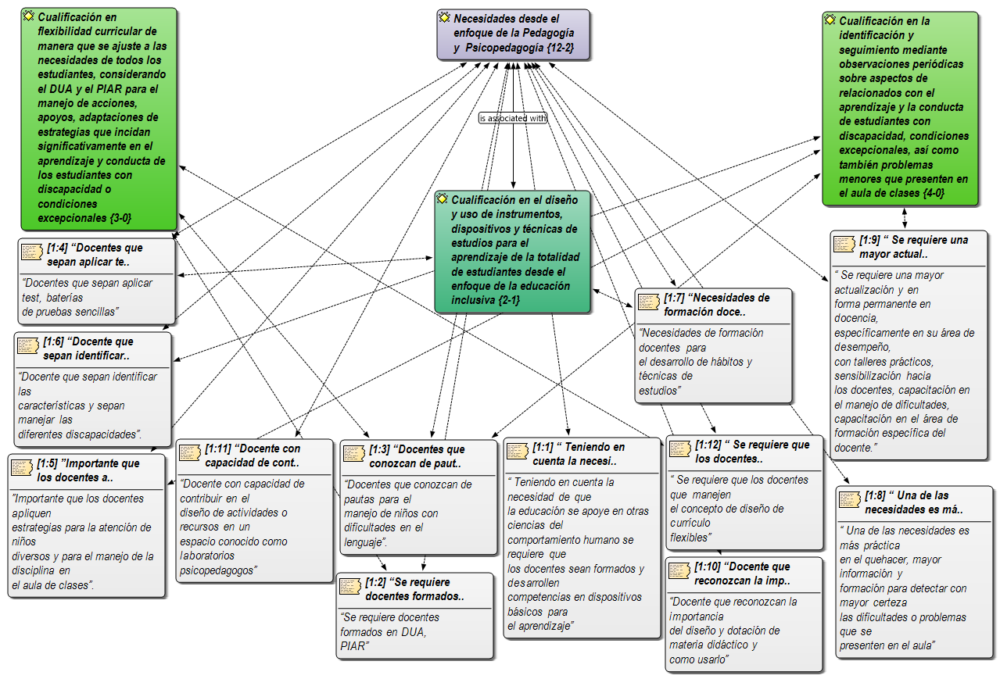 Cualificación en
flexibilidad curricular de
manera que se ajuste a las
necesidades de todos los
estudiantes, considerando
el DUA y el PIAR para el
manejo de acciones,
apoyos, adaptaciones de
estrategias que incidan
significativamente en el
aprendizaje y conducta de
los estudiantes con
discapacidad o
condiciones
excepcionales {3-0}
Necesidades desde el
enfoque de la Pedagogía
y Psicopedagogía {12-2}
Cualificación en la
identificación y
seguimiento mediante
observaciones periódicas
sobre aspectos de
relacionados con el
aprendizaje y la conducta
de estudiantes con
discapacidad, condiciones
excepcionales, así como
también problemas
menores que presenten en
el aula de clases {4-0}
is associated with
Cualificación en el diseño
y uso de instrumentos,
dispositivos y técnicas de
estudios para el
aprendizaje de la totalidad
de estudiantes desde el
enfoque de la educación
inclusiva {2-1}
[1:4] “Docentes que
sepan aplicar te..
“Docentes que sepan aplicar
test, baterías
de pruebas sencillas”
[1:9] “ Se requiere una
mayor actual..
“ Se requiere una mayor
actualización y en
forma permanente en
docencia,
específicamente en su área de
desempeño,
con talleres prácticos,
sensibilización hacia
los docentes, capacitación en
el manejo de dificultades,
capacitación en el área de
formación específica del
docente.”
[1:7] “Necesidades de
formación doce..
“Necesidades de formación
docentes para
el desarrollo de hábitos y
técnicas de
estudios”
[1:6] “Docente que
sepan identificar..
“Docente que sepan identificar
las
características y sepan
manejar las
diferentes discapacidades”.
[1:5] ”Importante que
los docentes a..
”Importante que los docentes
apliquen
estrategias para la atención de
niños
diversos y para el manejo de la
disciplina en
el aula de clases”.
[1:11] “Docente con
capacidad de cont..
“Docente con capacidad de
contribuir en el
diseño de actividades o
recursos en un
espacio conocido como
laboratorios
psicopedagogos”
[1:3] “Docentes que
conozcan de paut..
“Docentes que conozcan de
pautas para el
manejo de niños con
dificultades en el
lenguaje”.
[1:1] “ Teniendo en
cuenta la necesi..
“ Teniendo en cuenta la
necesidad de que
la educación se apoye en otras
ciencias del
comportamiento humano se
requiere que
los docentes sean formados y
desarrollen
competencias en dispositivos
básicos para
el aprendizaje”
[1:12] “ Se requiere que
los docentes..
“ Se requiere que los docentes
que manejen
el concepto de diseño de
currículo
flexibles”
[1:8] “ Una de las
necesidades es má..
“ Una de las necesidades es
más práctica
en el quehacer, mayor
información y
formación para detectar con
mayor certeza
las dificultades o problemas
que se
presenten en el aula”
[1:2] “Se requiere
docentes formados..
“Se requiere docentes
formados en DUA,
PIAR”
[1:10] “Docente que
reconozcan la imp..
“Docente que reconozcan la
importancia
del diseño y dotación de
materia didáctico y
como usarlo”